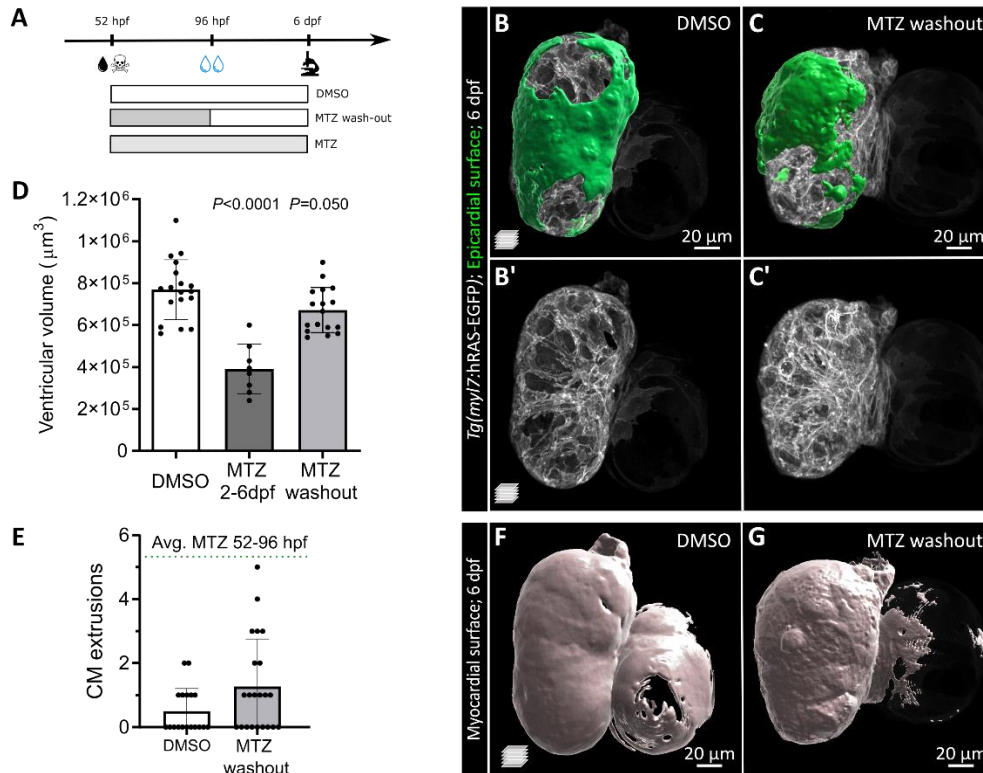 A
52 hpf
96 hpf
6 dpf
DMSO
MTZ wash-out
MTZ
B
DMSO
20 µm
C
MTZ washout
20 µm
Tg(myl7:hRAS-EGFP); Epicardial surface; 6 dpf
B'
C'
D
Ventricular volume (µm³)
1.2×10⁶
1×10⁶
8×10⁵
6×10⁵
4×10⁵
2×10⁵
0
P<0.0001 P=0.050
DMSO
MTZ
2-6dpf
MTZ
washout
E
CM extrusions
6
4
2
0
Avg. MTZ 52-96 hpf
DMSO
MTZ
washout
Myocardial surface; 6 dpf
F
DMSO
20 µm
G
MTZ washout
20 µm